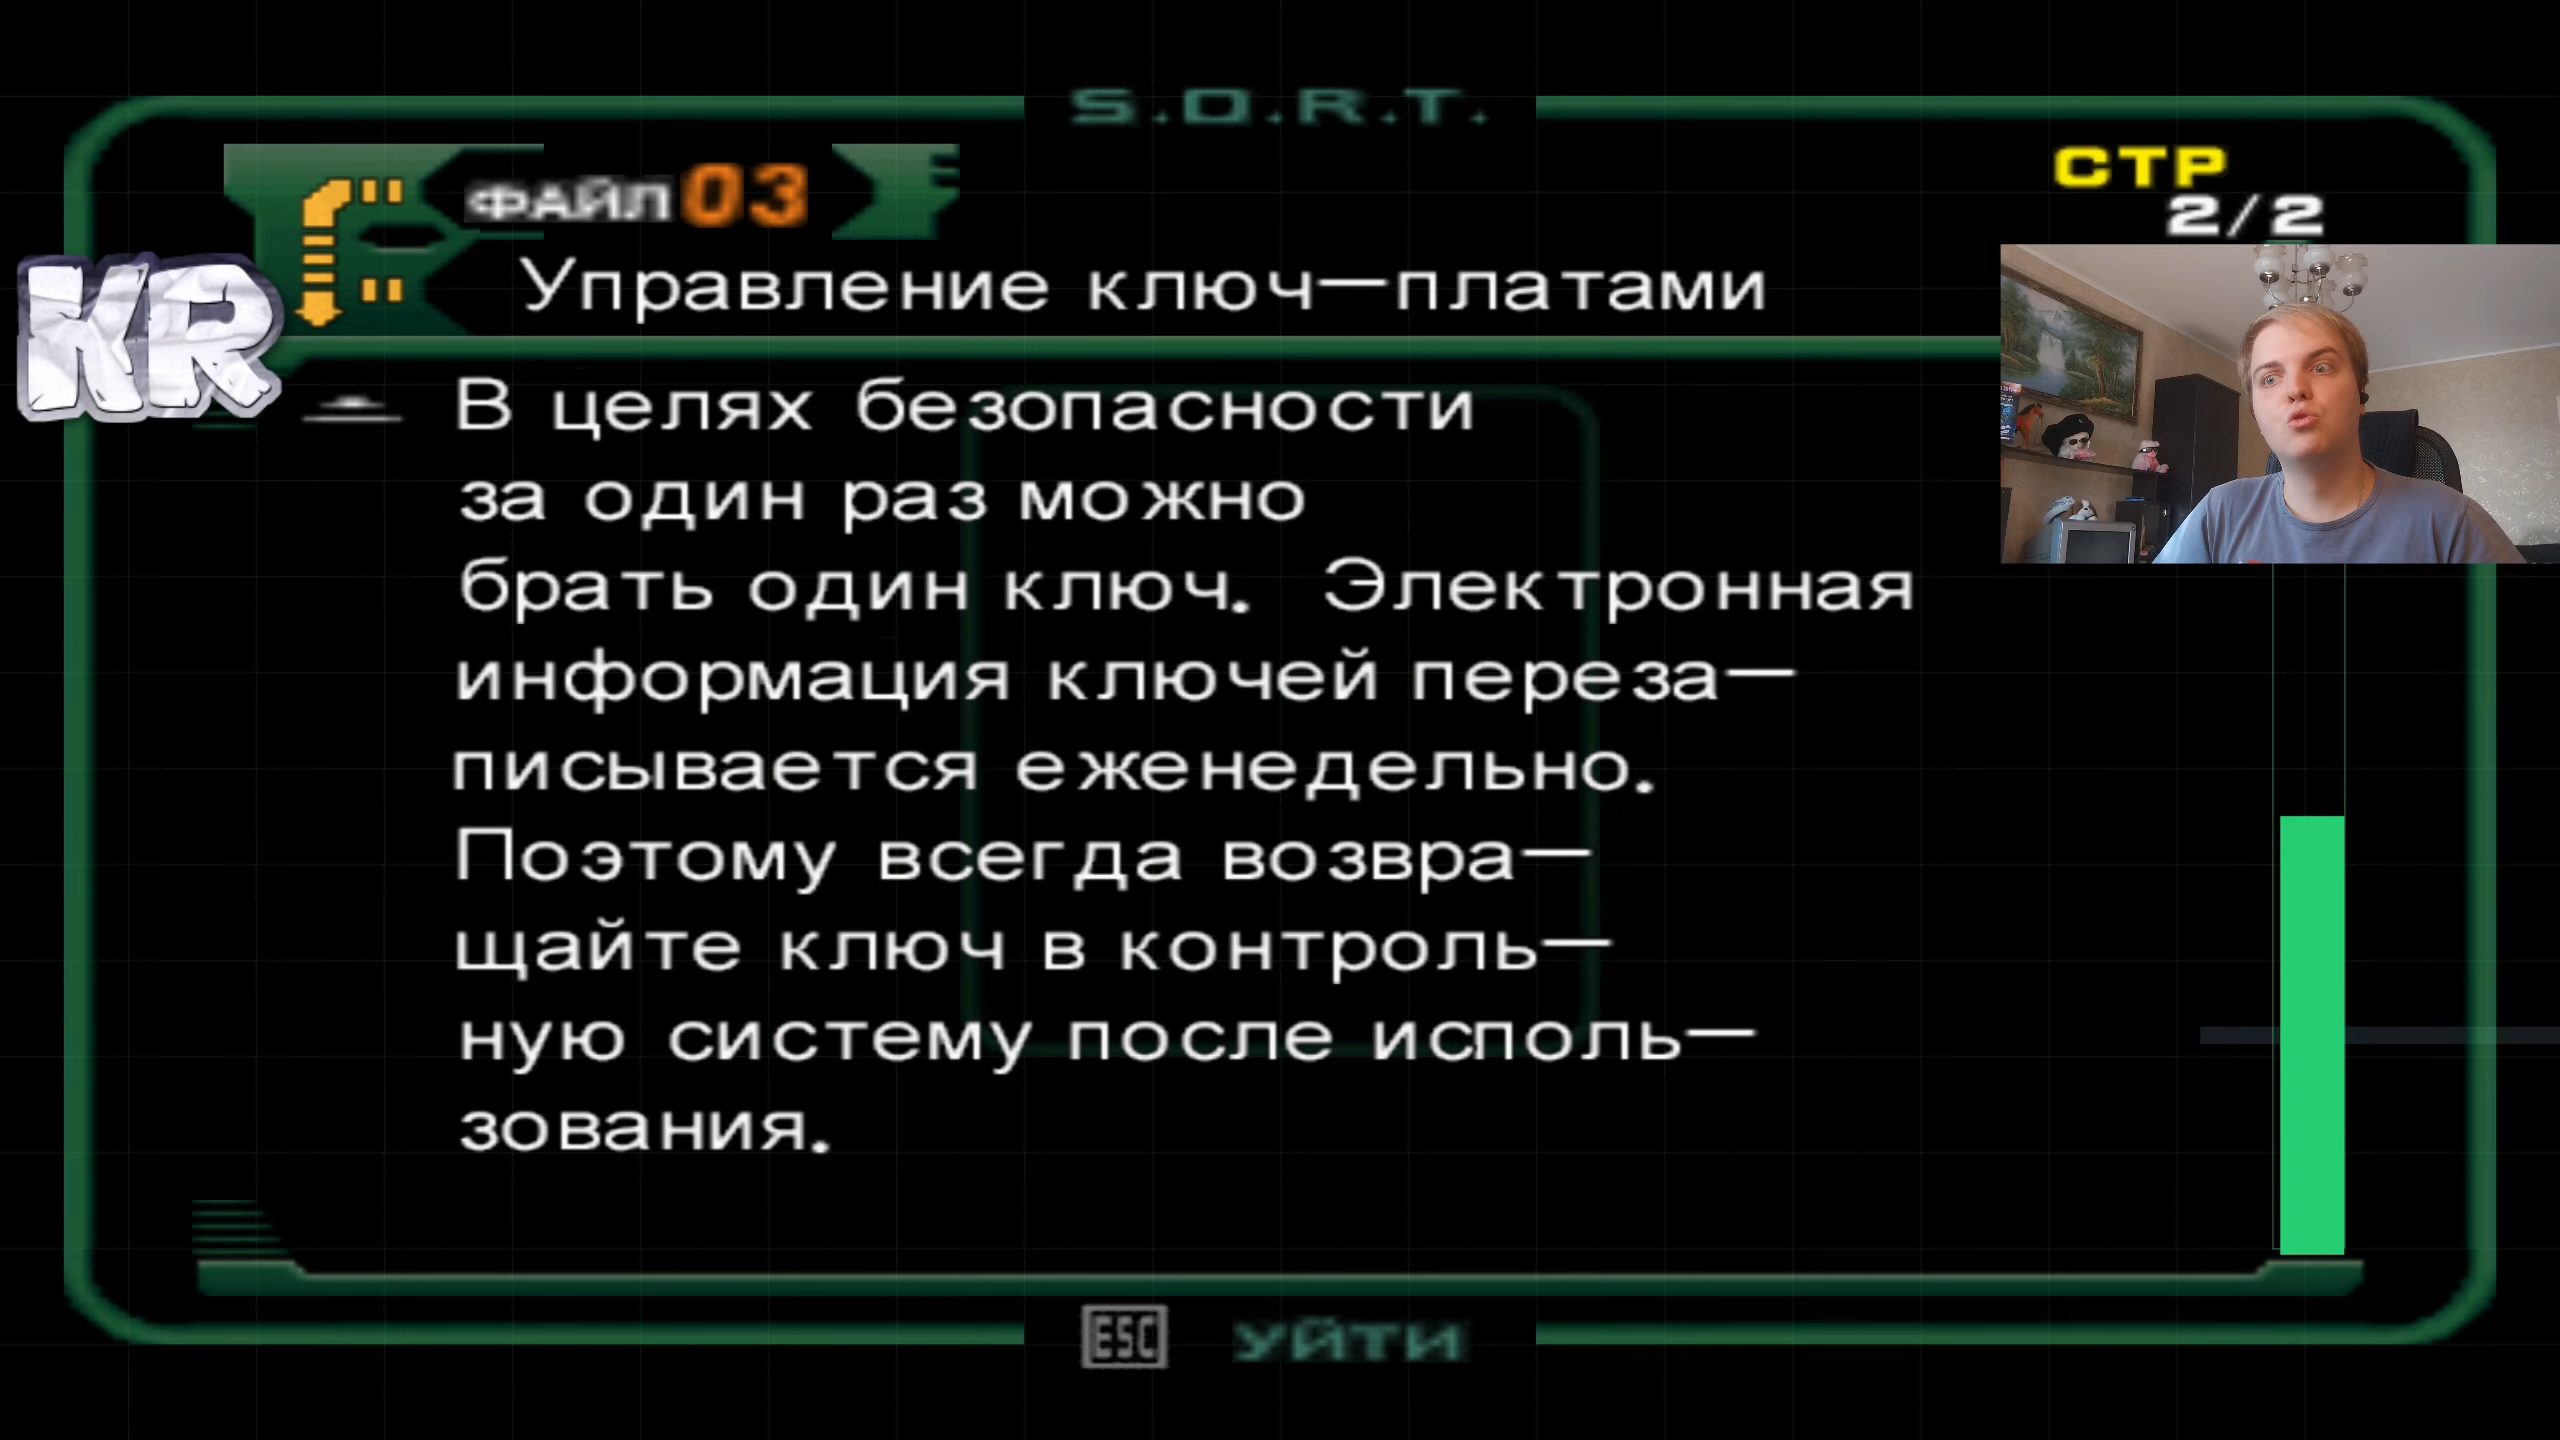 S.O.R.T.
ФАЙЛ 03
СТР
2/2
Управление ключ—платами
KR
В целях безопасности
за один раз можно
брать один ключ. Электронная
информация ключей переза—
писывается еженедельно.
Поэтому всегда возвра—
щайте ключ в контроль—
ную систему после исполь—
зования.
ESC УЙТИ